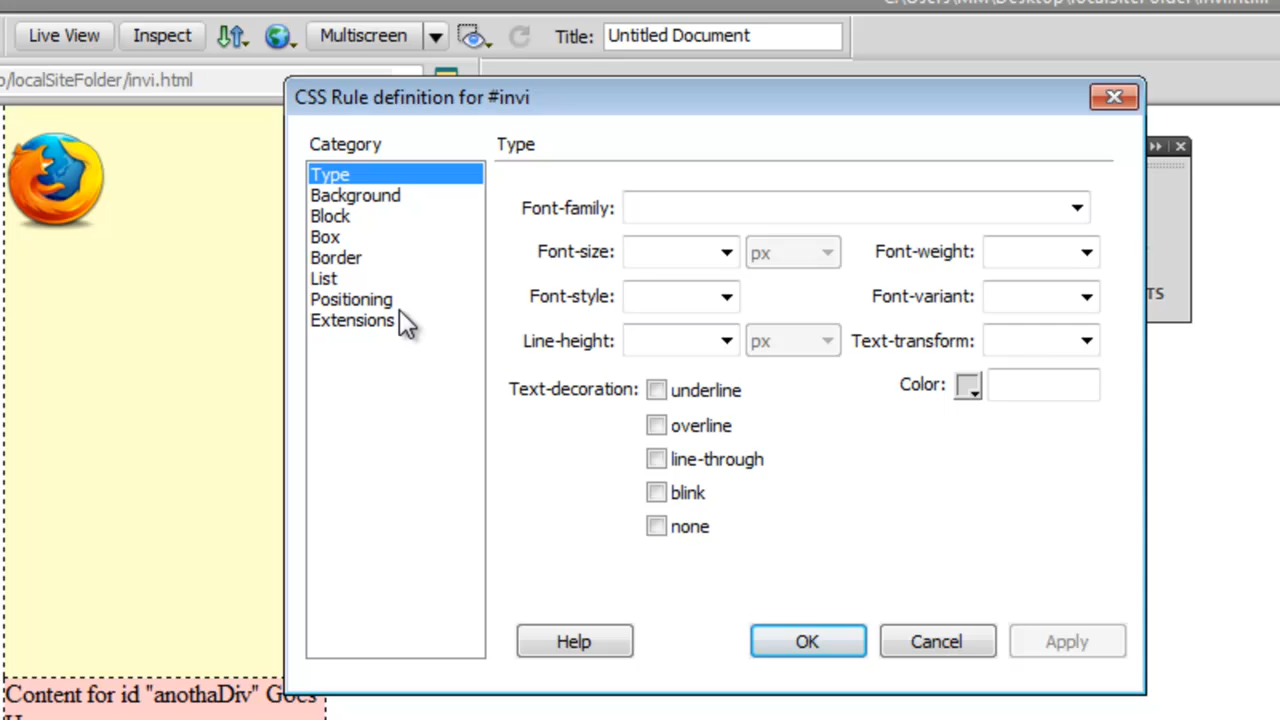 Live View Inspect Multiscreen Title: Untitled Document
/localSiteFolder/invi.html
CSS Rule definition for #invi
Category
Type
Background
Block
Box
Border
List
Positioning
Extensions
Type
Font-family:
Font-size: px Font-weight:
Font-style: Font-variant:
Line-height: px Text-transform:
Text-decoration: underline Color:
overline
line-through
blink
none
Help OK Cancel Apply
TS
Content for id "anothaDiv" Goes